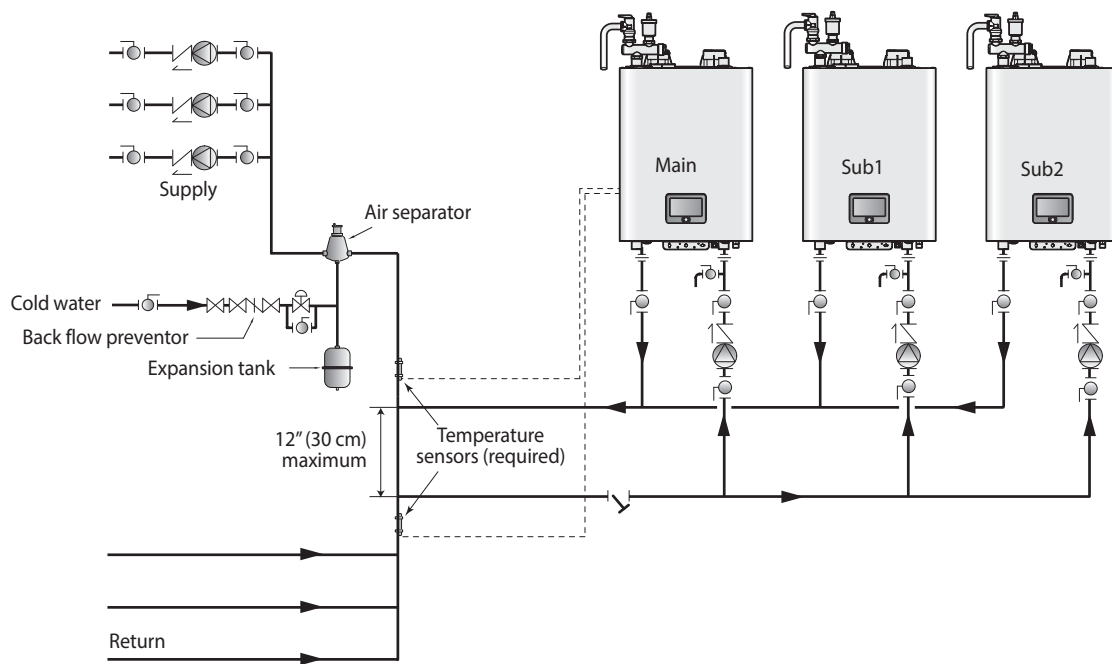 Main
Sub1
Sub2
Supply
Air separator
Cold water
Back flow preventor
Expansion tank
12” (30 cm)
maximum
Temperature
sensors (required)
Return